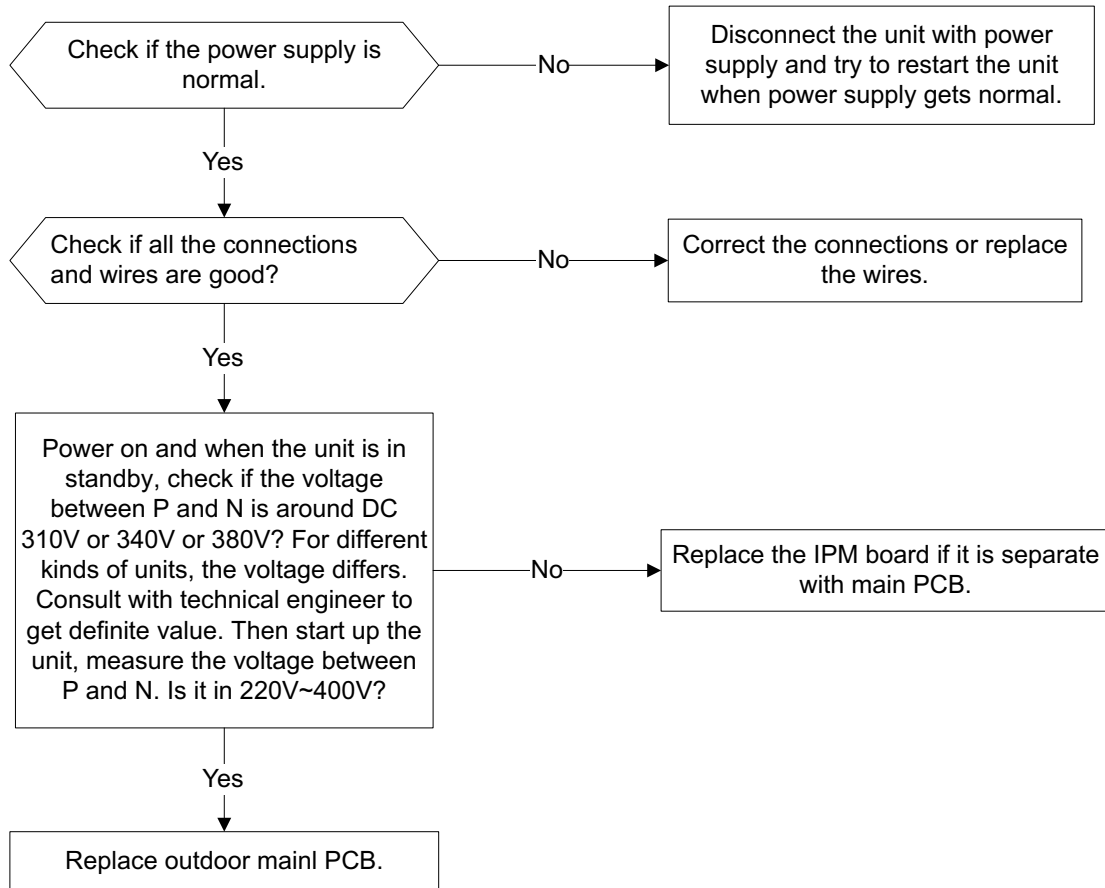 Check if the power supply is
normal.
No
Disconnect the unit with power
supply and try to restart the unit
when power supply gets normal.
Yes
Check if all the connections
and wires are good?
No
Correct the connections or replace
the wires.
Yes
Power on and when the unit is in
standby, check if the voltage
between P and N is around DC
310V or 340V or 380V? For different
kinds of units, the voltage differs.
Consult with technical engineer to
get definite value. Then start up the
unit, measure the voltage between
P and N. Is it in 220V~400V?
No
Replace the IPM board if it is separate
with main PCB.
Yes
Replace outdoor mainl PCB.